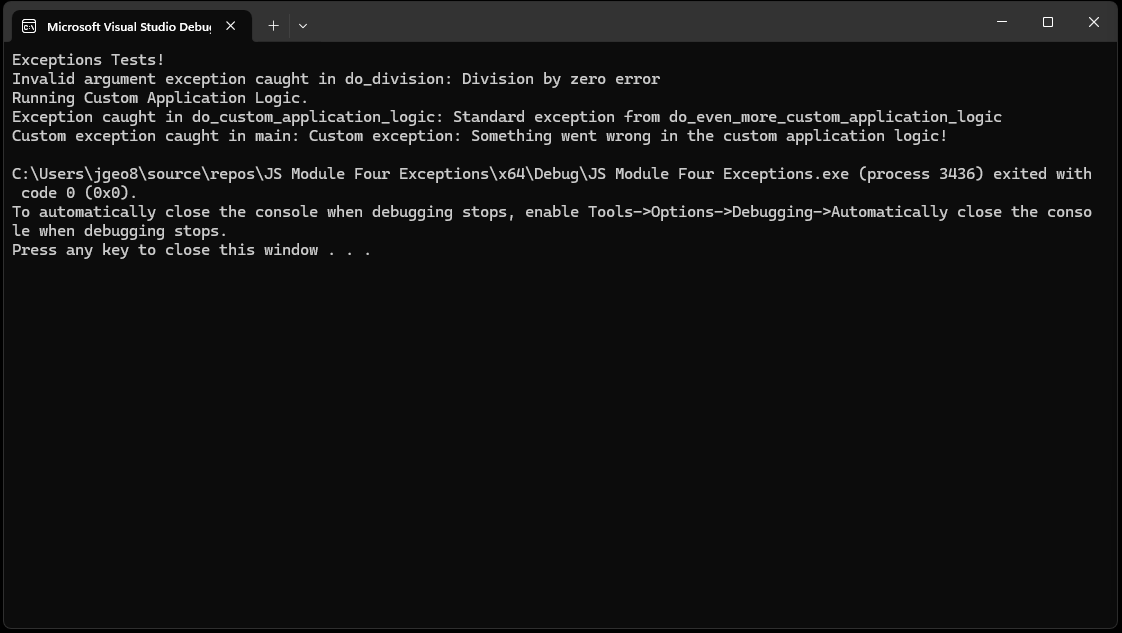 Microsoft Visual Studio Debug
Exceptions Tests!
Invalid argument exception caught in do_division: Division by zero error
Running Custom Application Logic.
Exception caught in do_custom_application_logic: Standard exception from do_even_more_custom_application_logic
Custom exception caught in main: Custom exception: Something went wrong in the custom application logic!
C:\Users\jgeo8\source\repos\JS Module Four Exceptions\x64\Debug\JS Module Four Exceptions.exe (process 3436) exited with
code 0 (0x0).
To automatically close the console when debugging stops, enable Tools->Options->Debugging->Automatically close the conso
le when debugging stops.
Press any key to close this window . . .